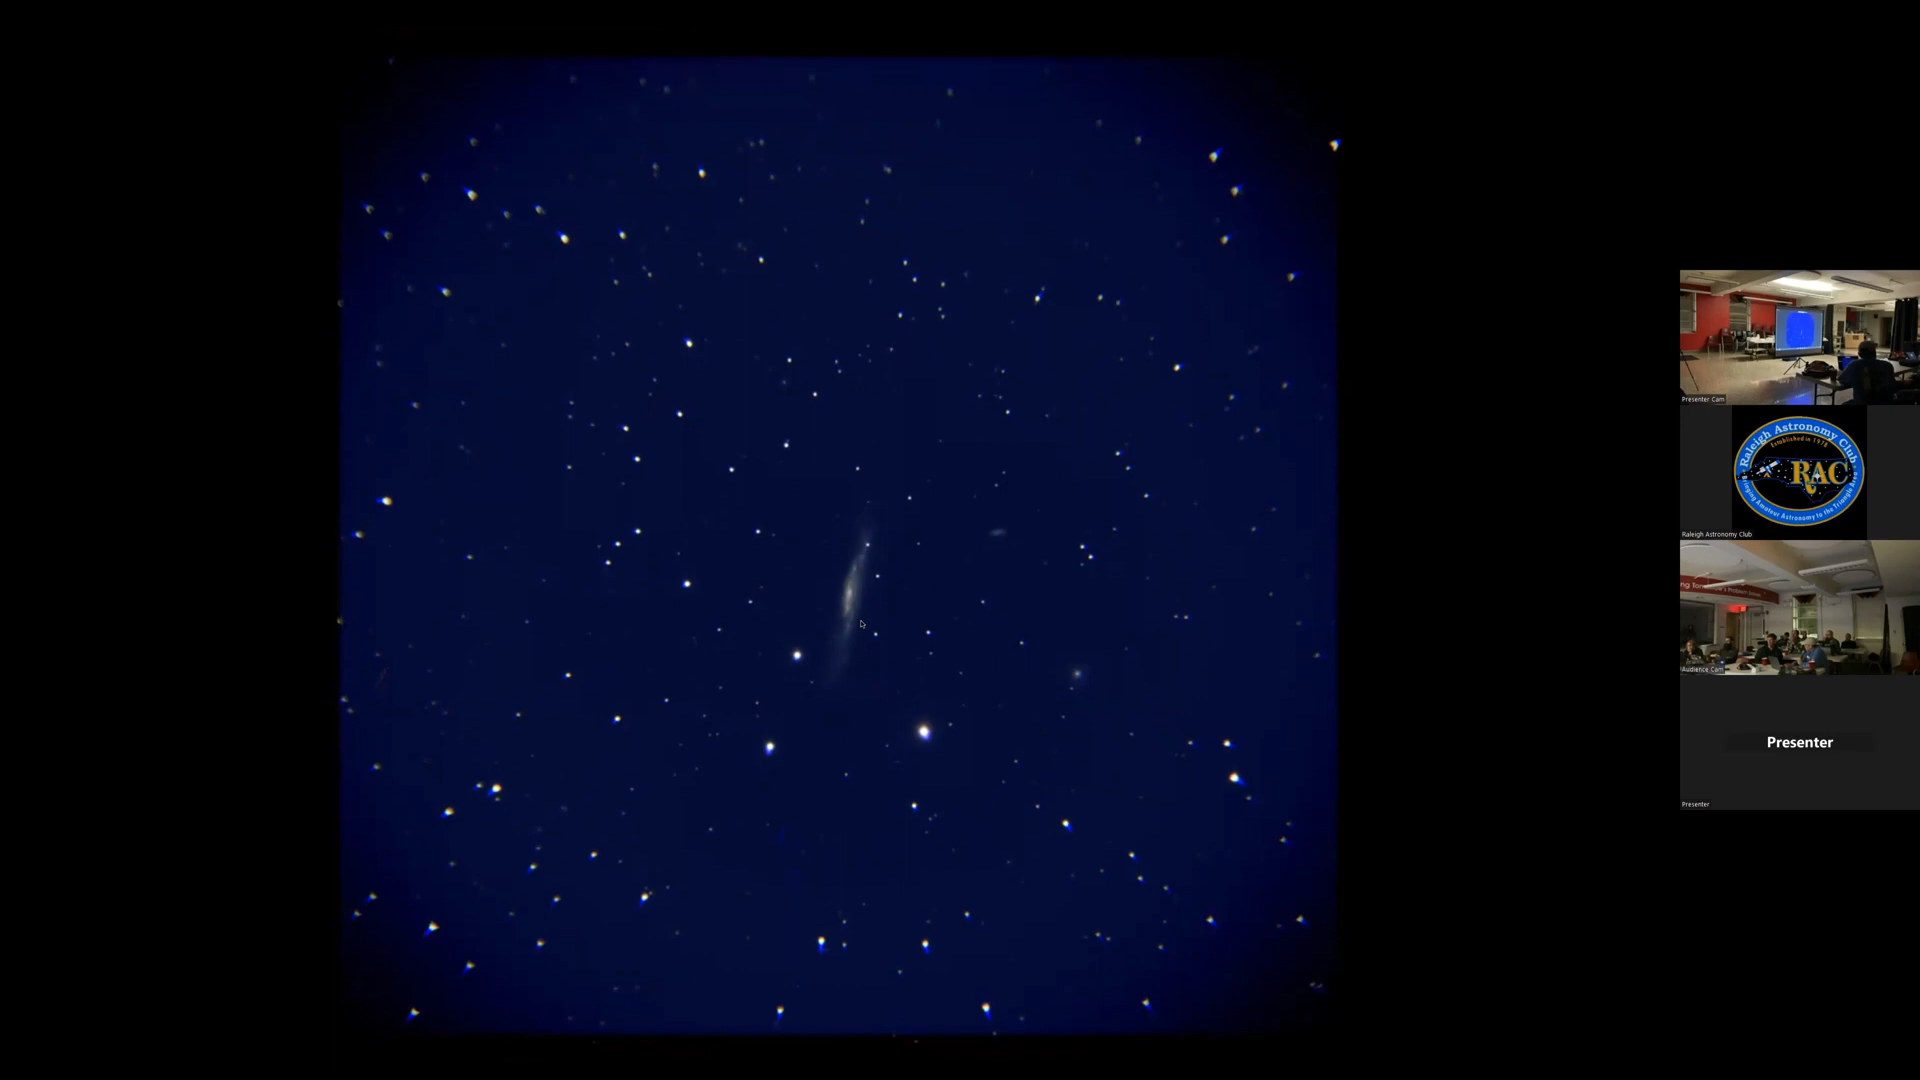 Presenter Cam
Raleigh Astronomy Club
Established in 1978
RAC
Bringing Amateur Astronomy to the Triangle Area
Raleigh Astronomy Club
Audience Cam
Presenter
Presenter